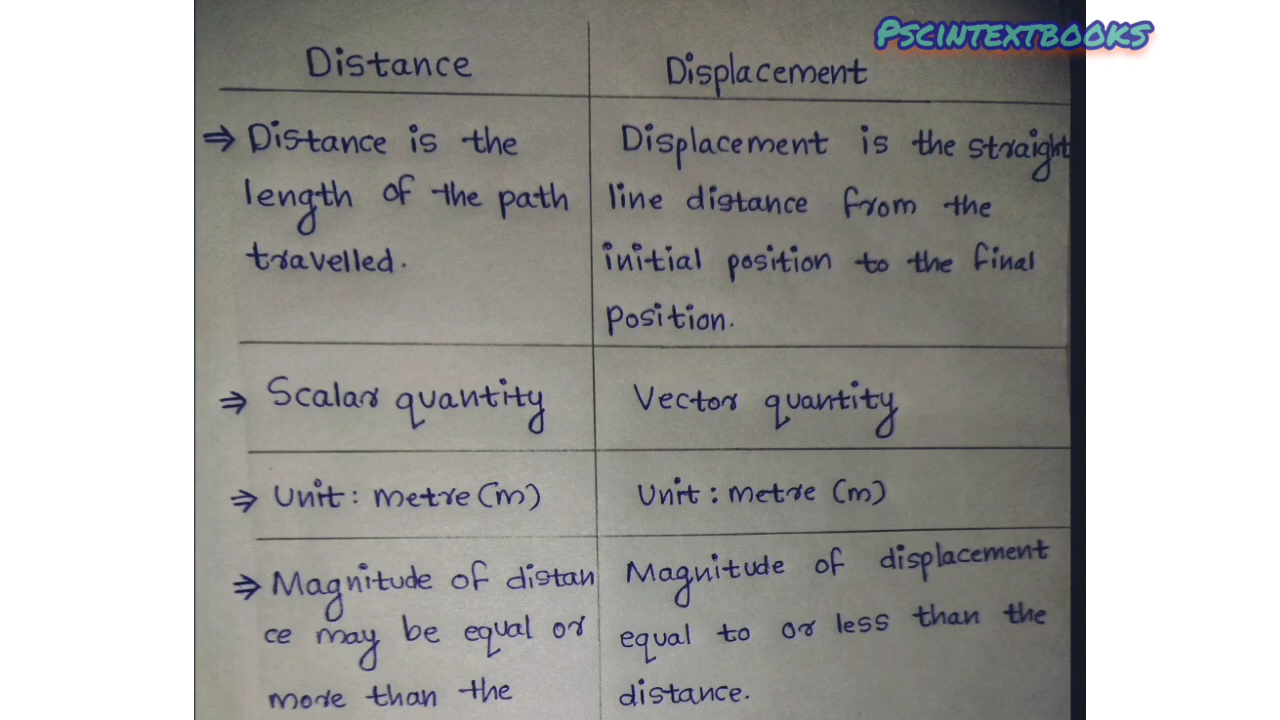 Pscintextbooks
Distance
Displacement
⇒ Distance is the
length of the path
travelled.
Displacement is the straight
line distance from the
initial position to the final
position.
⇒ Scalar quantity
Vector quantity
⇒ Unit : metre (m)
Unit : metre (m)
⇒ Magnitude of distan
ce may be equal or
more than the
Magnitude of displacement
equal to or less than the
distance.